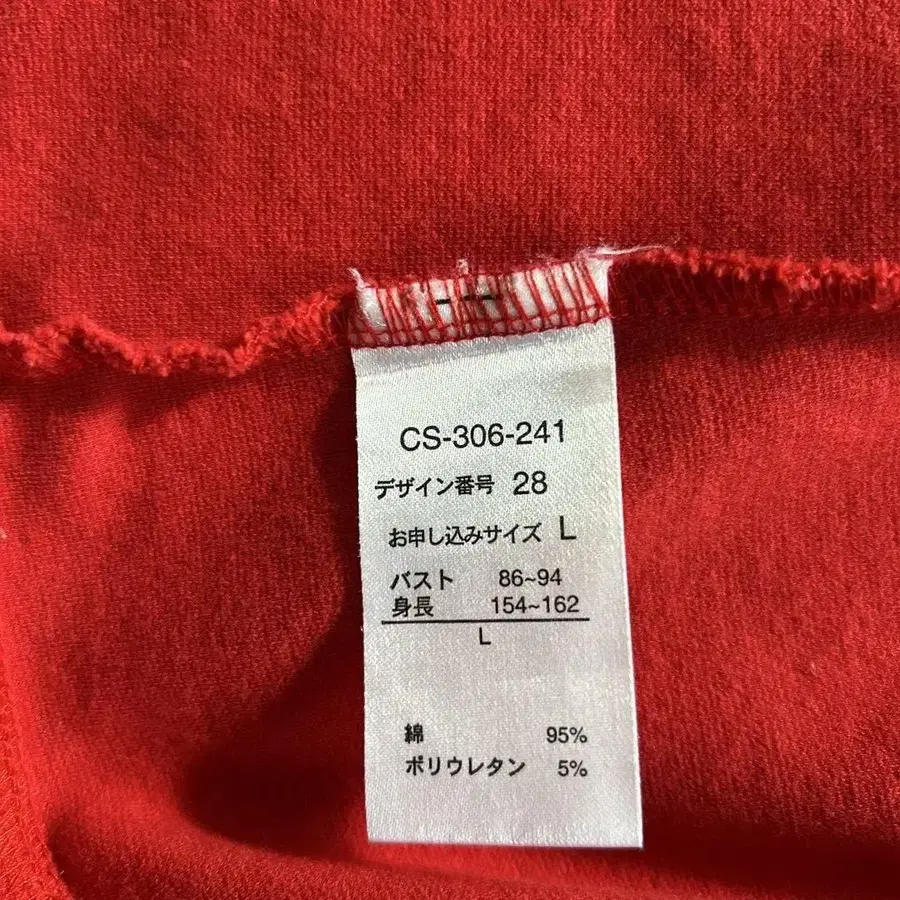 CS-306-241
デザイン番号 28
お申し込みサイズ L
バスト 86~94
身長 154~162
L
綿 95%
ポリウレタン 5%